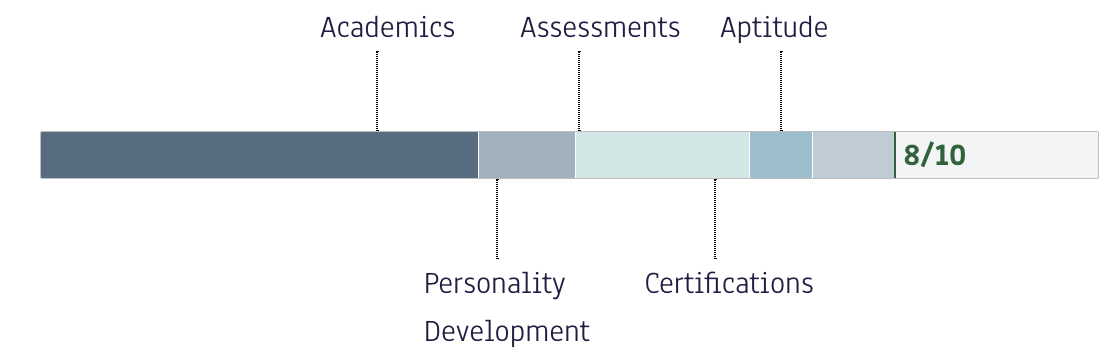 Academics
Assessments
Aptitude
8/10
Personality
Development
Certifications